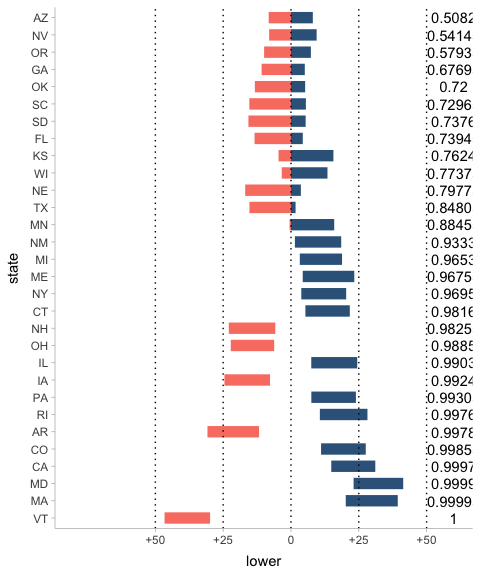 AZ 0.5082
NV 0.5414
OR 0.5793
GA 0.6769
OK 0.72
SC 0.7296
SD 0.7376
FL 0.7394
KS 0.7624
WI 0.7737
NE 0.7977
TX 0.8480
MN 0.8845
NM 0.9333
MI 0.9653
ME 0.9675
NY 0.9695
CT 0.9816
NH 0.9825
OH 0.9885
IL 0.9903
IA 0.9924
PA 0.9930
RI 0.9976
AR 0.9978
CO 0.9985
CA 0.9997
MD 0.9999
MA 0.9999
VT 1
state
+50 +25 0 +25 +50
lower